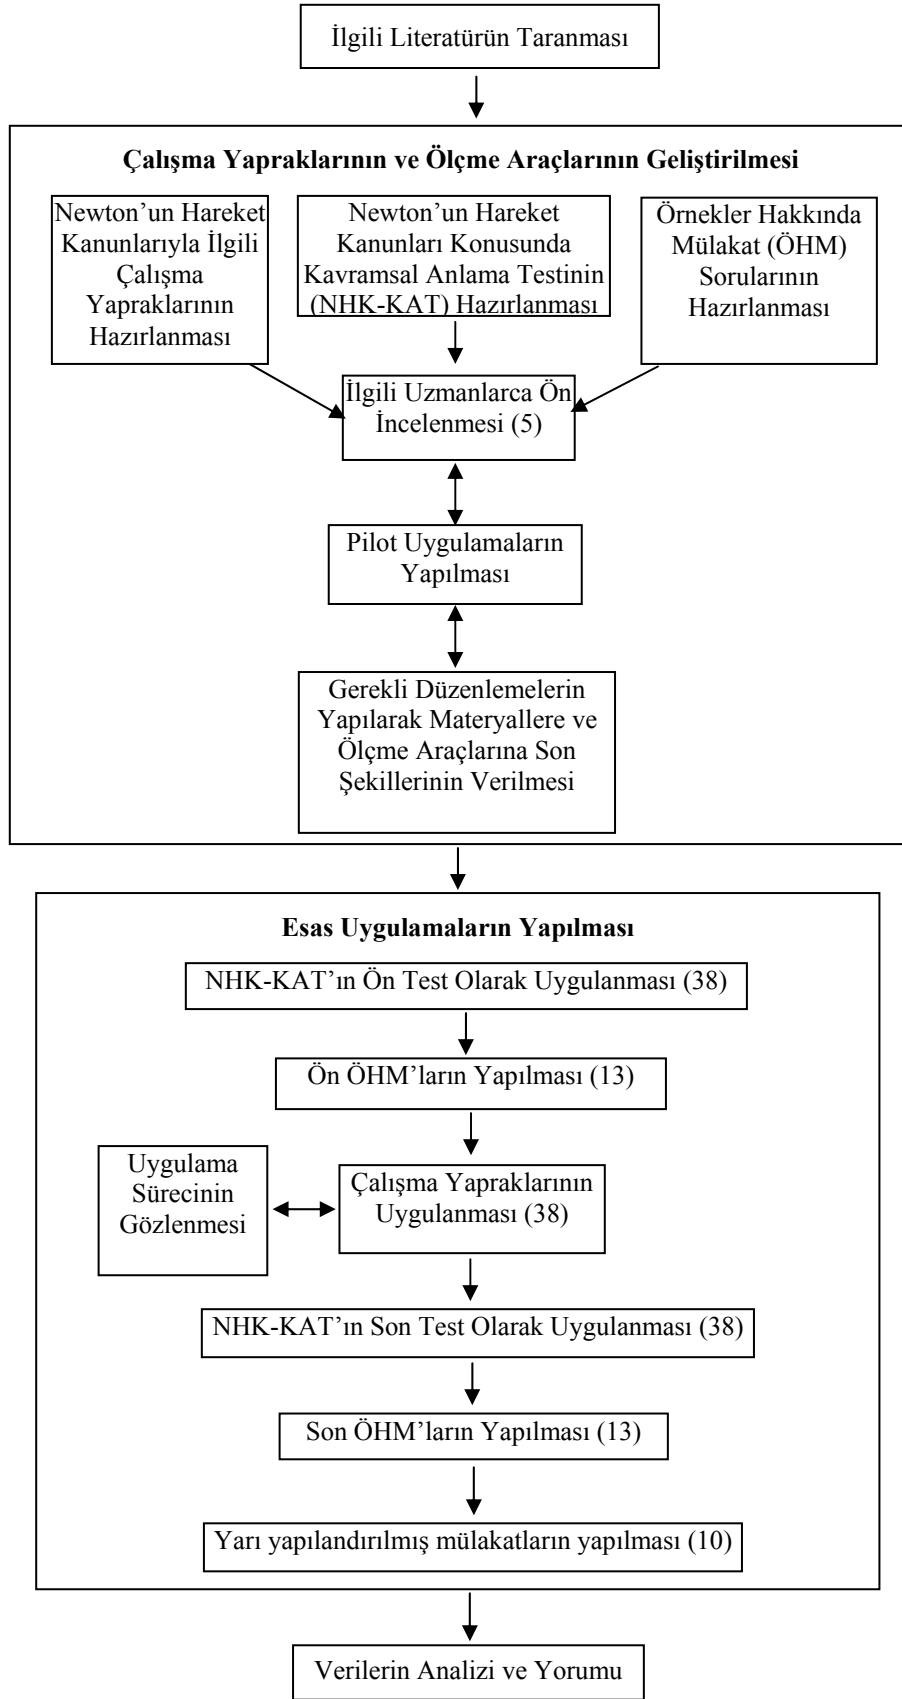 İlgili Literatürün Taranması
Çalışma Yapraklarının ve Ölçme Araçlarının Geliştirilmesi
Newton’un Hareket
Kanunlarıyla İlgili
Çalışma
Yapraklarının
Hazırlanması
Newton’un Hareket
Kanunları Konusunda
Kavramsal Anlama Testinin
(NHK-KAT) Hazırlanması
Örnekler Hakkında
Mülakat (ÖHM)
Sorularının
Hazırlanması
İlgili Uzmanlarca Ön
İncelenmesi (5)
Pilot Uygulamaların
Yapılması
Gerekli Düzenlemelerin
Yapılarak Materyallere ve
Ölçme Araçlarına Son
Şekillerinin Verilmesi
Esas Uygulamaların Yapılması
NHK-KAT’ın Ön Test Olarak Uygulanması (38)
Ön ÖHM’ların Yapılması (13)
Uygulama
Sürecinin
Gözlenmesi
Çalışma Yapraklarının
Uygulanması (38)
NHK-KAT’ın Son Test Olarak Uygulanması (38)
Son ÖHM’ların Yapılması (13)
Yarı yapılandırılmış mülakatların yapılması (10)
Verilerin Analizi ve Yorumu